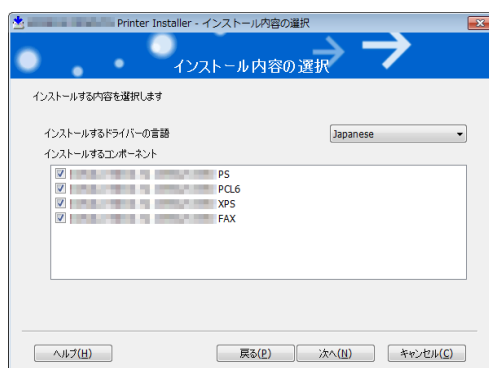 Printer Installer - インストール内容の選択
インストール内容の選択
インストールする内容を選択します
インストールするドライバーの言語
Japanese
インストールするコンポーネント
PS
PCL6
XPS
FAX
ヘルプ(H)
戻る(P)
次へ(N)
キャンセル(C)